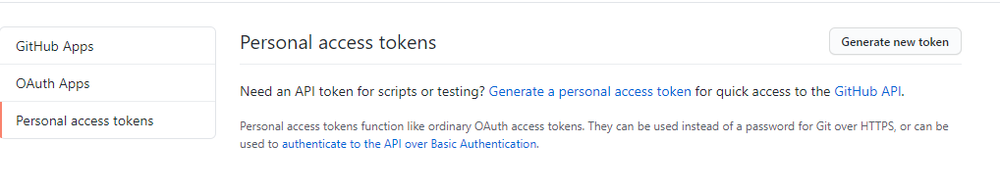 GitHub Apps
OAuth Apps
Personal access tokens
Personal access tokens
Generate new token
Need an API token for scripts or testing? Generate a personal access token for quick access to the GitHub API.
Personal access tokens function like ordinary OAuth access tokens. They can be used instead of a password for Git over HTTPS, or can be
used to authenticate to the API over Basic Authentication.